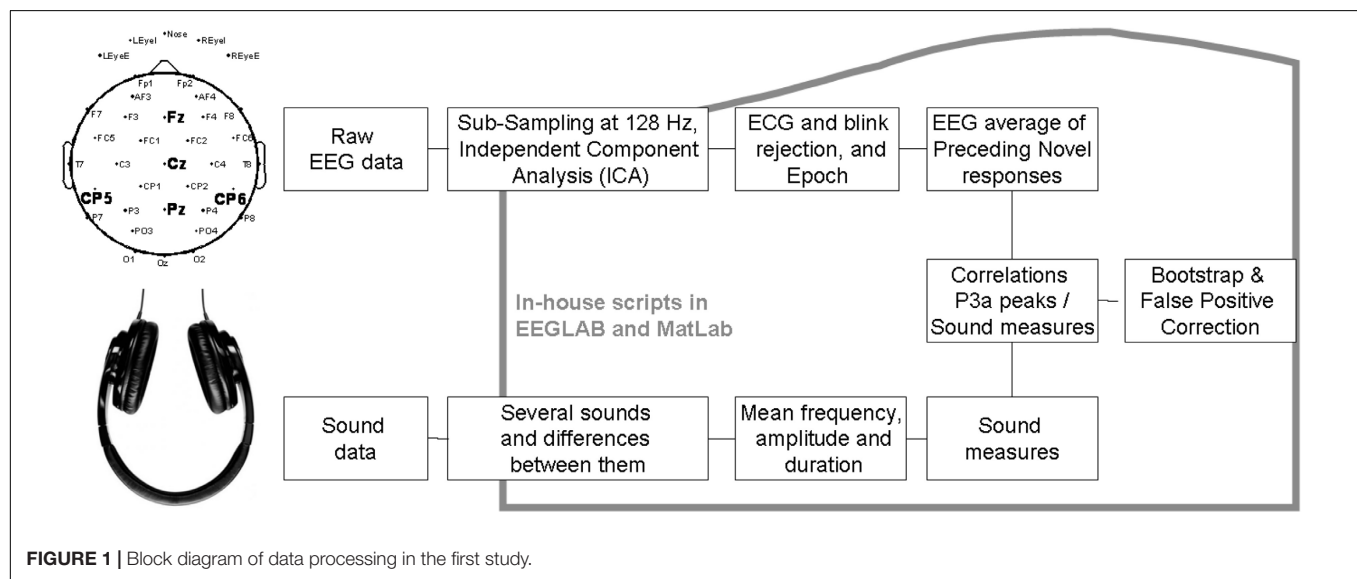 Nose
LEyeI
REyeI
LEyeE
REyeE
Fp1
Fp2
AF3
AF4
F7
F3
Fz
F4
F8
FC5
FC1
FC2
FC6
T7
C3
Cz
C4
T8
CP5
CP1
CP2
CP6
P7
P3
Pz
P4
P8
PO3
PO4
O1
Oz
O2
Raw
EEG data
Sub-Sampling at 128 Hz,
Independent Component
Analysis (ICA)
ECG and blink
rejection, and
Epoch
EEG average of
Preceding Novel
responses
Correlations
P3a peaks /
Sound measures
Bootstrap &
False Positive
Correction
In-house scripts in
EEGLAB and MatLab
Sound
data
Several sounds
and differences
between them
Mean frequency,
amplitude and
duration
Sound
measures
FIGURE 1 | Block diagram of data processing in the first study.